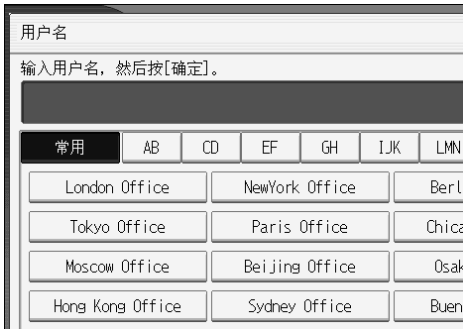 用户名
输入用户名，然后按[确定]。
常用 AB CD EF GH IJK LMN
London Office NewYork Office
Tokyo Office Paris Office
Moscow Office Beijing Office
Hong Kong Office Sydney Office